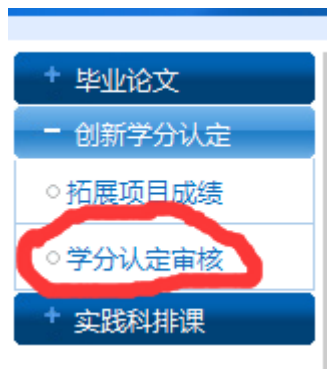 + 毕业论文
- 创新学分认定
○拓展项目成绩
○学分认定审核
+ 实践科排课